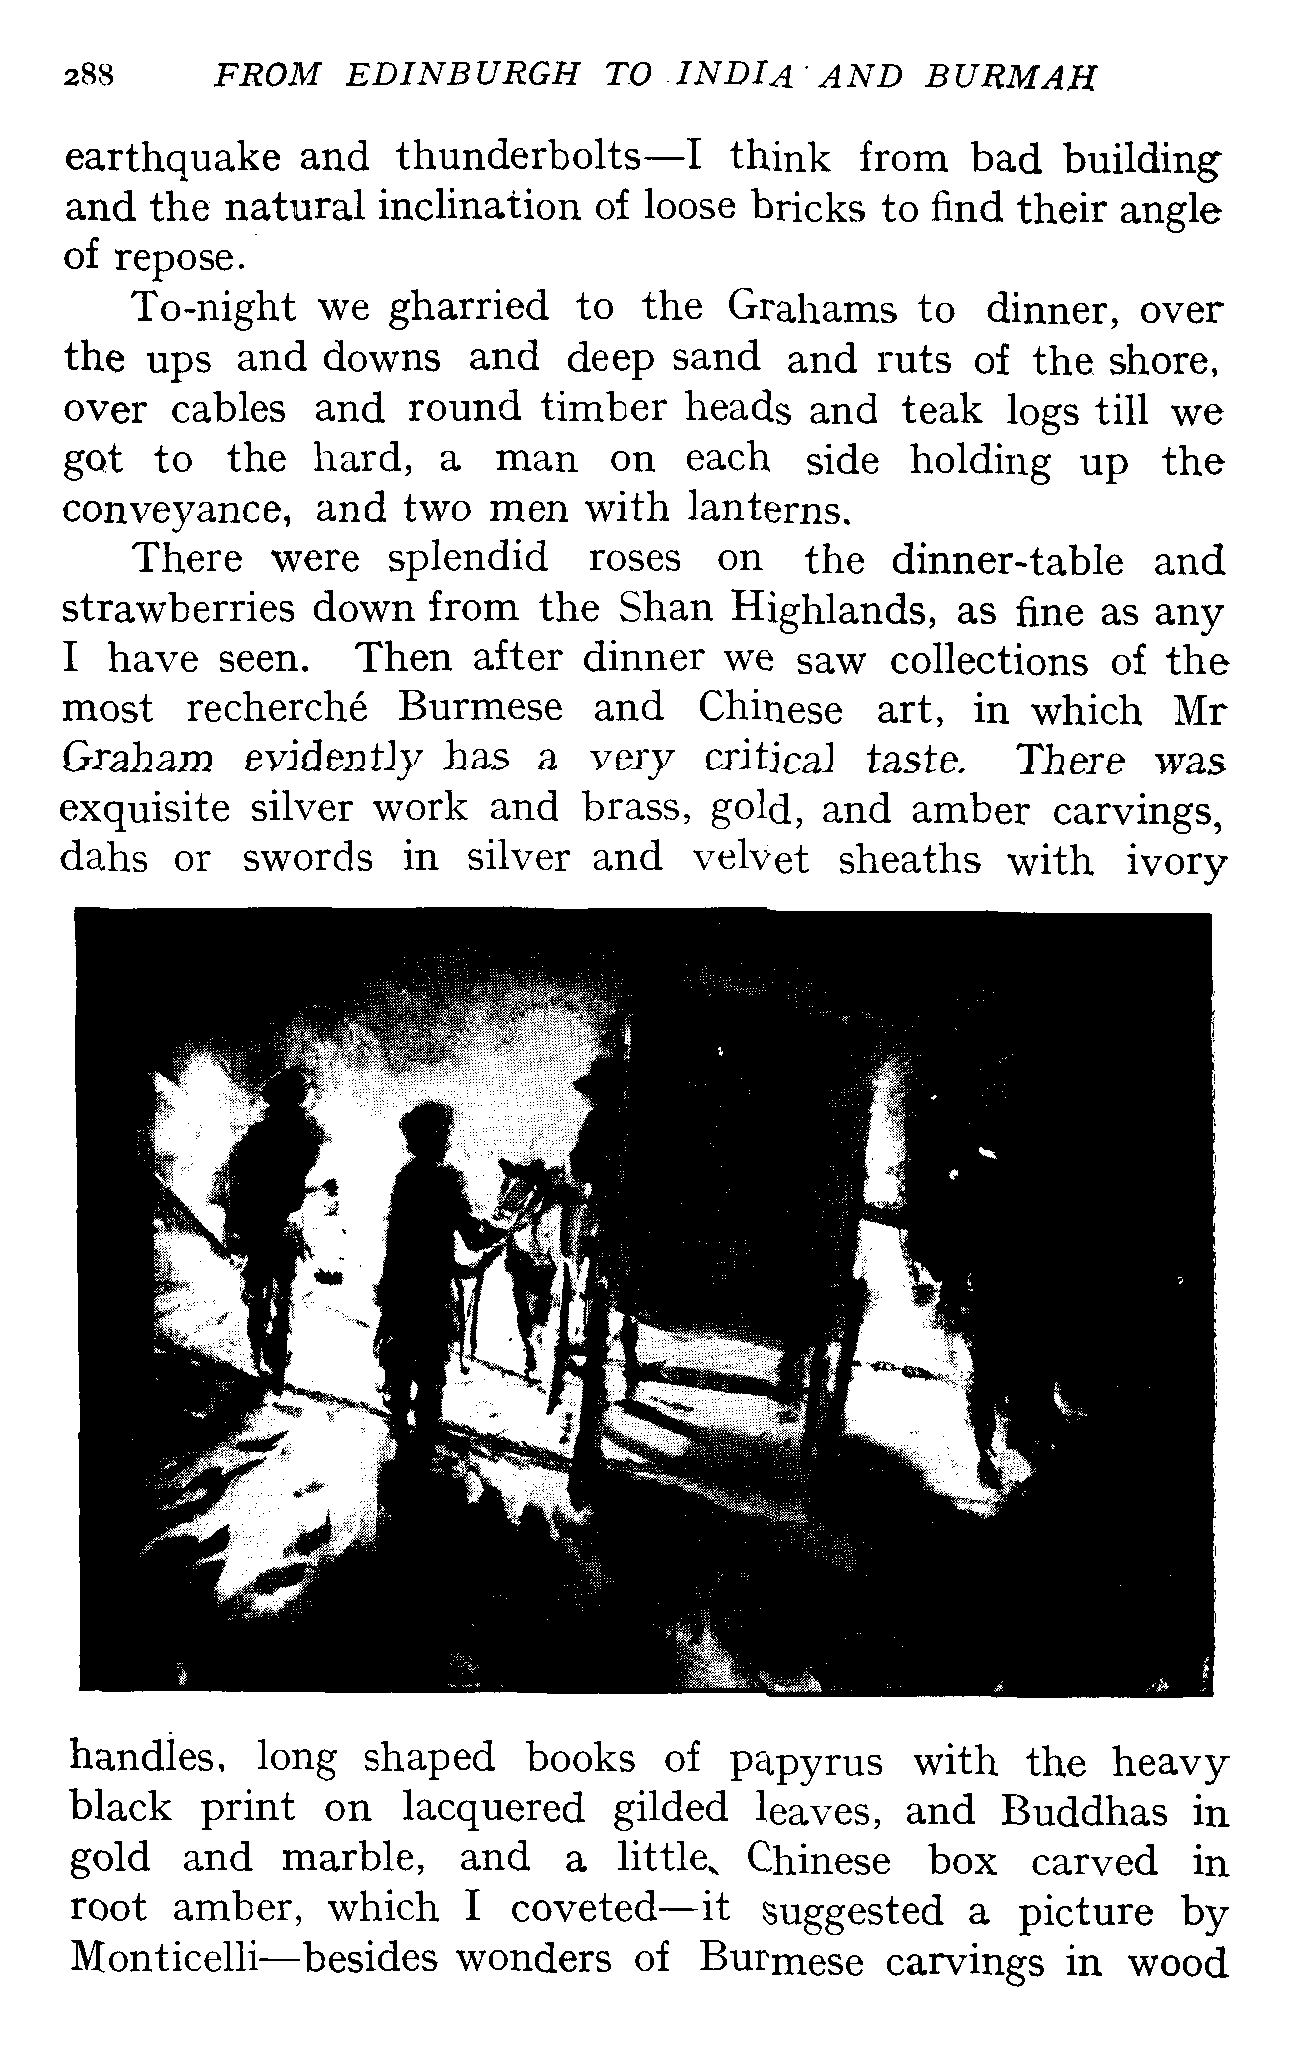 288 FROM EDINBURGH TO INDIA AND BURMAH
earthquake and thunderbolts—I think from bad building
and the natural inclination of loose bricks to find their angle
of repose.
To-night we gharried to the Grahams to dinner, over
the ups and downs and deep sand and ruts of the shore,
over cables and round timber heads and teak logs till we
got to the hard, a man on each side holding up the
conveyance, and two men with lanterns.
There were splendid roses on the dinner-table and
strawberries down from the Shan Highlands, as fine as any
I have seen. Then after dinner we saw collections of the
most recherché Burmese and Chinese art, in which Mr
Graham evidently has a very critical taste. There was
exquisite silver work and brass, gold, and amber carvings,
dahs or swords in silver and velvet sheaths with ivory
handles, long shaped books of papyrus with the heavy
black print on lacquered gilded leaves, and Buddhas in
gold and marble, and a little, Chinese box carved in
root amber, which I coveted—it suggested a picture by
Monticelli—besides wonders of Burmese carvings in wood